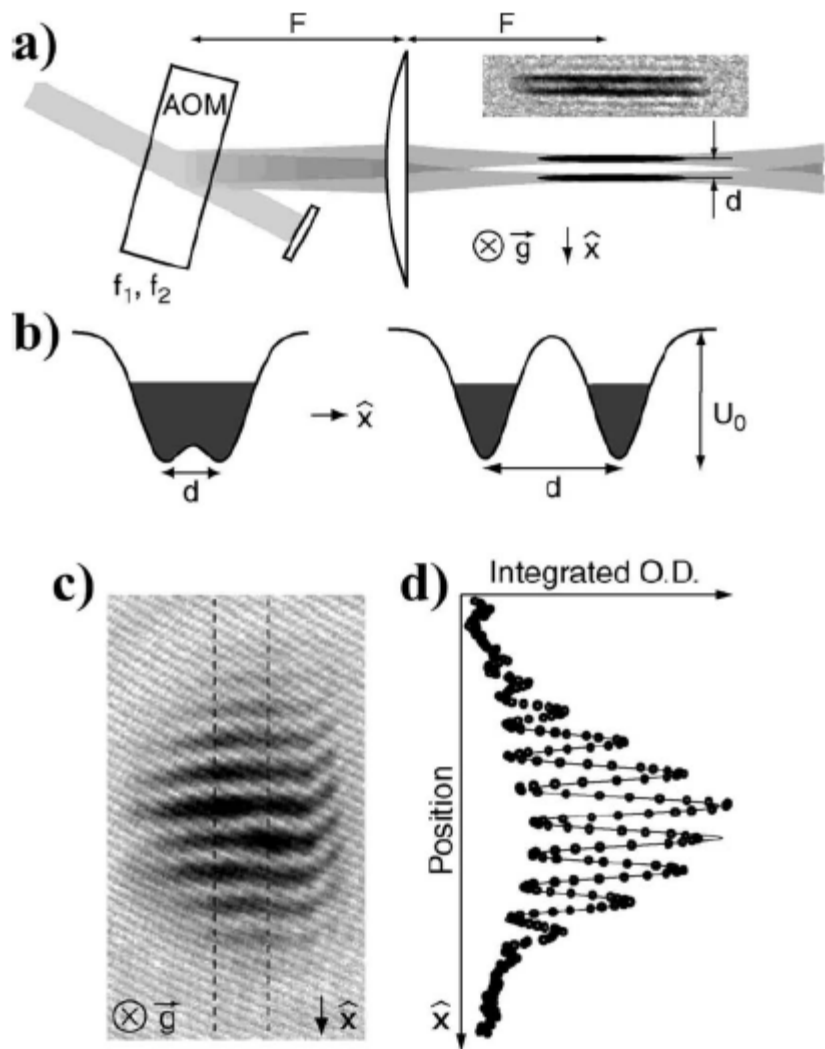 a)
F
F
AOM
d
f₁, f₂
⊗ g⃗ ↓ x̂
b)
→ x̂
U₀
d
d
c)
d)
Integrated O.D.
Position
x̂
⊗ g⃗ ↓ x̂